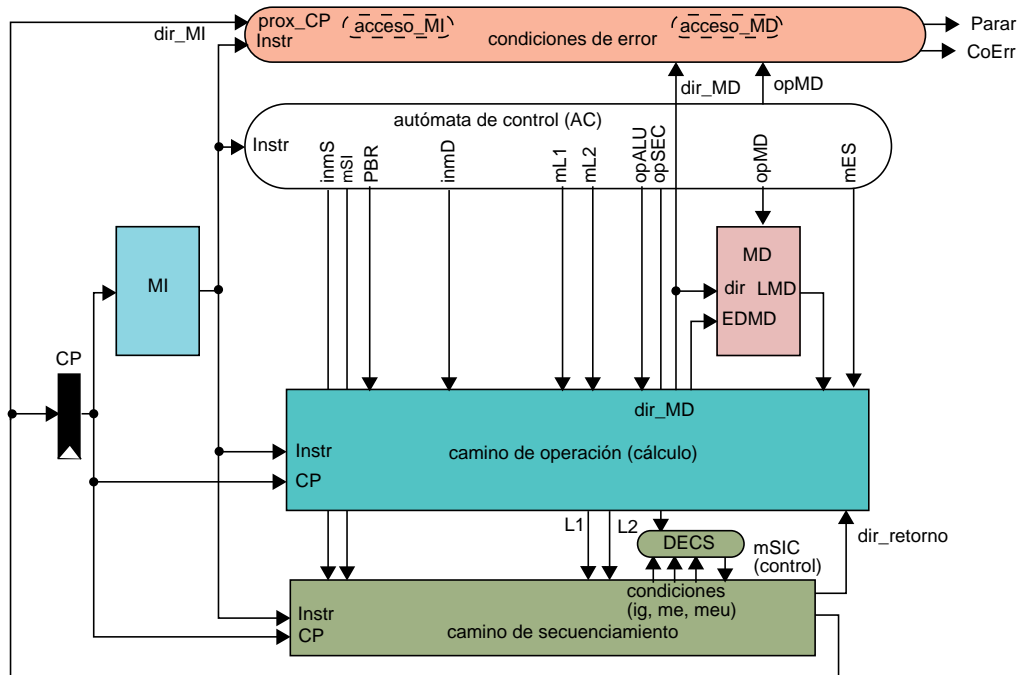 prox_CP
acceso_MI
acceso_MD
Parar
dir_MI
Instr
condiciones de error
CoErr
dir_MD
opMD
autómata de control (AC)
Instr
inmS
mSI
PBR
inmD
mL1
mL2
opALU
opSEC
opMD
mES
MI
MD
dir
LMD
EDMD
CP
dir_MD
Instr
camino de operación (cálculo)
CP
L1
L2
DECS
mSIC
(control)
dir_retorno
condiciones
(ig, me, meu)
Instr
CP
camino de secuenciamiento